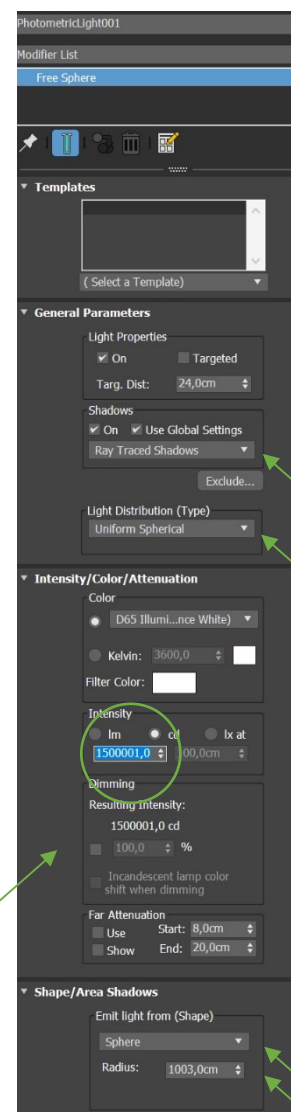 PhotometricLight001
Modifier List
Free Sphere
Templates
( Select a Template)
General Parameters
Light Properties
On Targeted
Targ. Dist: 24,0cm
Shadows
On Use Global Settings
Ray Traced Shadows
Exclude...
Light Distribution (Type)
Uniform Spherical
Intensity/Color/Attenuation
Color
D65 Illumi...nce White)
Kelvin: 3600,0
Filter Color:
Intensity
lm cd lx at
1500001,0 100,0cm
Dimming
Resulting Intensity:
1500001,0 cd
100,0 %
Incandescent lamp color
shift when dimming
Far Attenuation
Use Start: 8,0cm
Show End: 20,0cm
Shape/Area Shadows
Emit light from (Shape)
Sphere
Radius: 1003,0cm